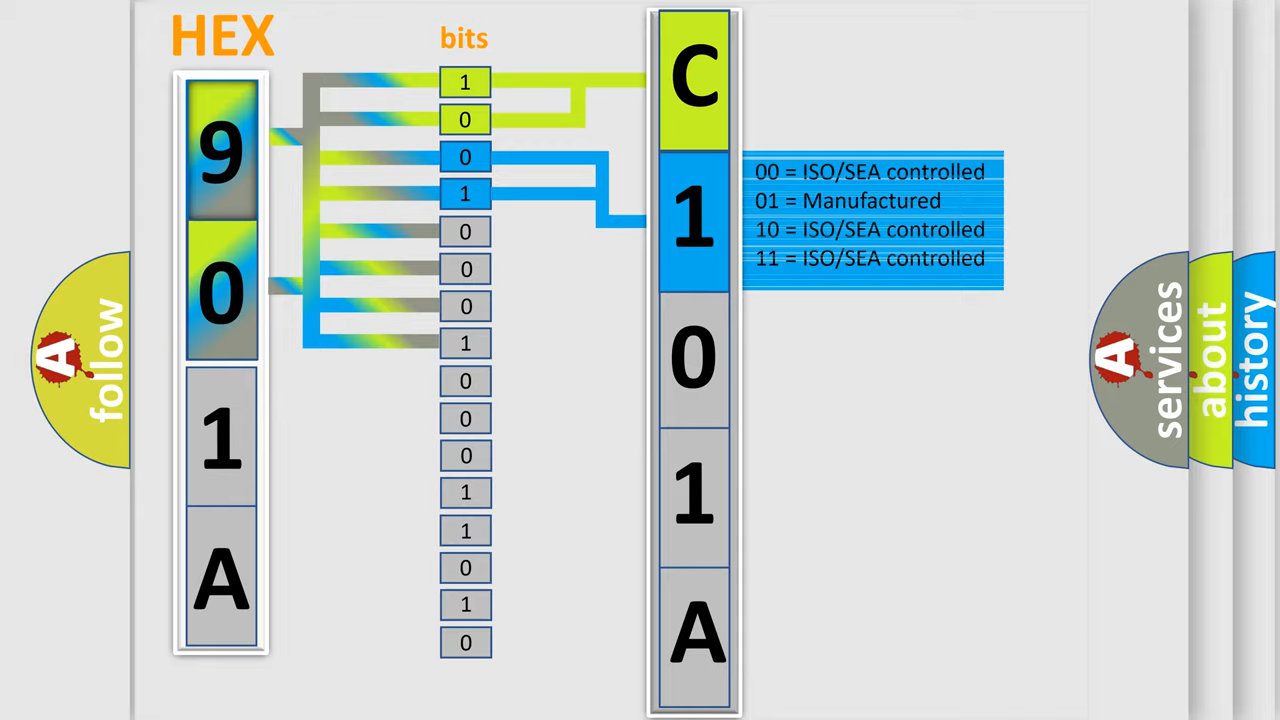 HEX
bits
9
0
1
A
1
0
0
1
0
0
0
1
0
0
0
1
1
0
1
0
C
1
0
1
A
00 = ISO/SEA controlled
01 = Manufactured
10 = ISO/SEA controlled
11 = ISO/SEA controlled
A
follow
A
services
about
history